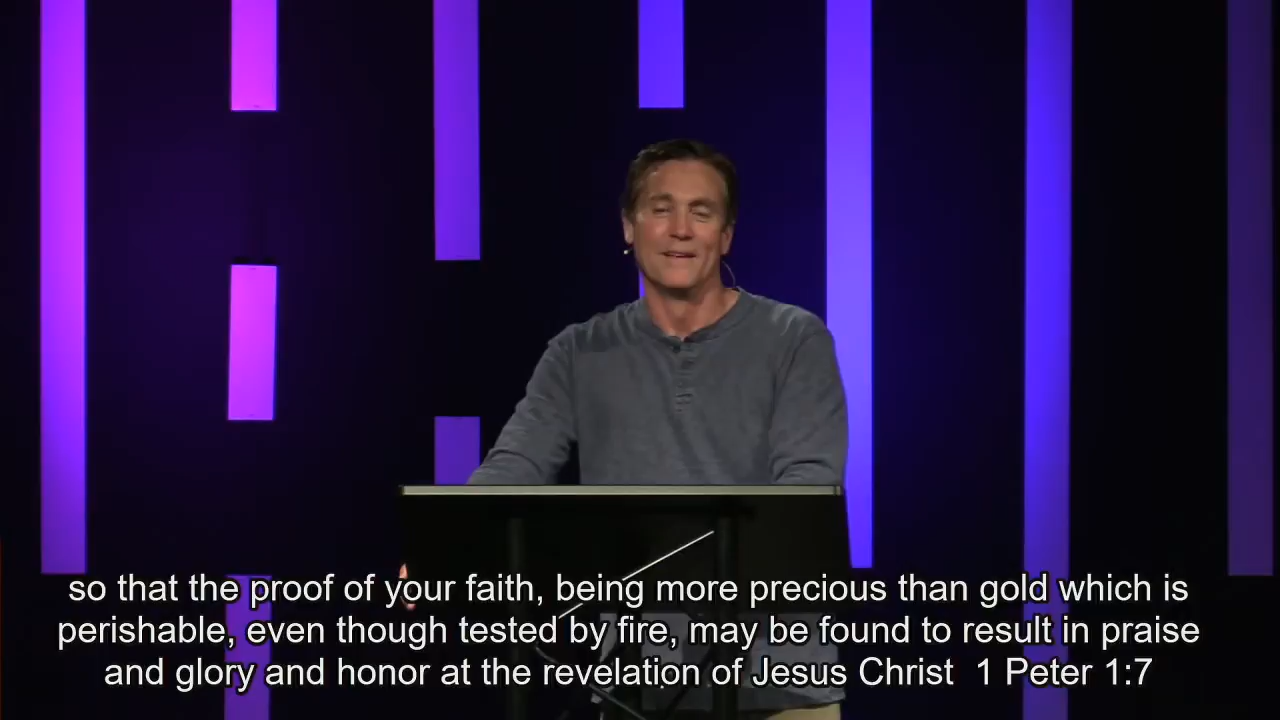 so that the proof of your faith, being more precious than gold which is
perishable, even though tested by fire, may be found to result in praise
and glory and honor at the revelation of Jesus Christ  1 Peter 1:7